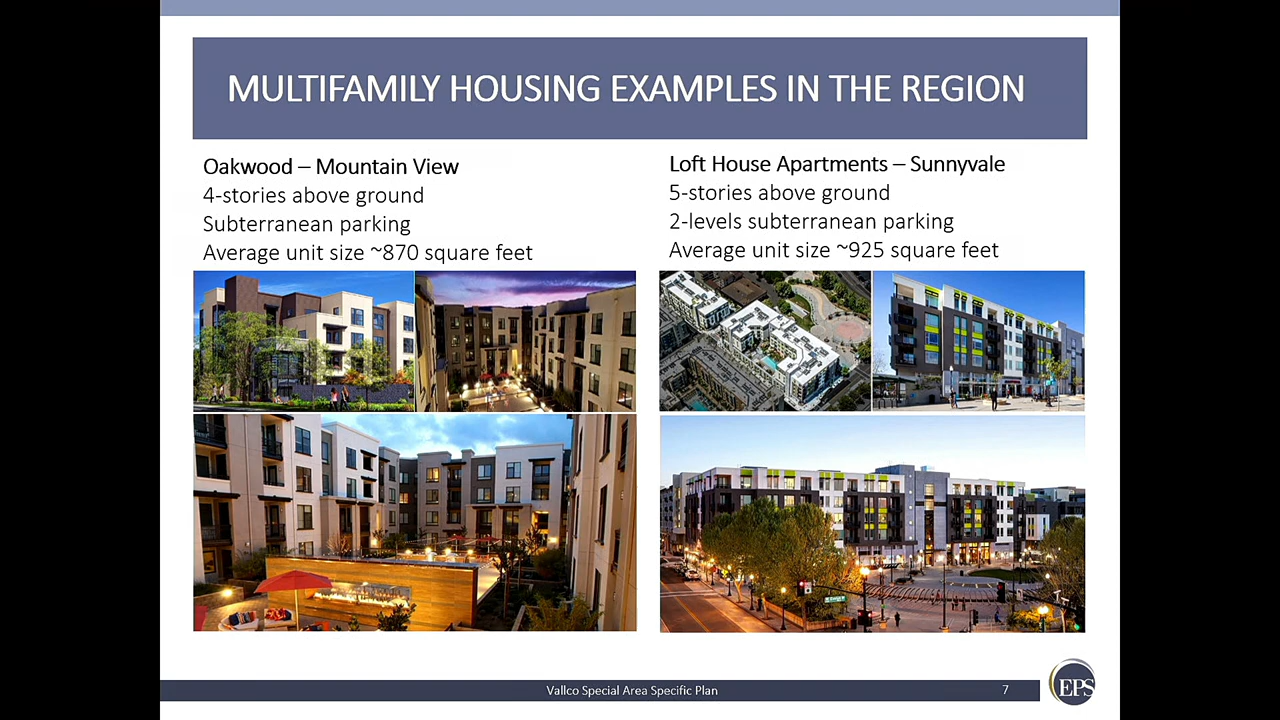 MULTIFAMILY HOUSING EXAMPLES IN THE REGION
Oakwood – Mountain View
4-stories above ground
Subterranean parking
Average unit size ~870 square feet
Loft House Apartments – Sunnyvale
5-stories above ground
2-levels subterranean parking
Average unit size ~925 square feet
Vallco Special Area Specific Plan
7
EPS